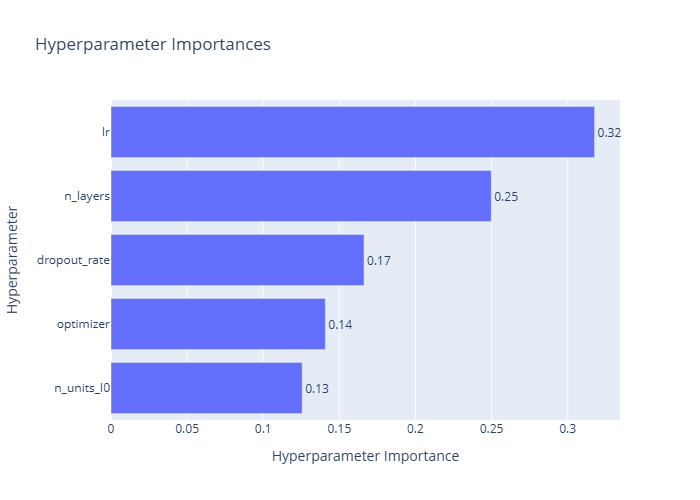 Hyperparameter Importances
Hyperparameter
lr
0.32
n_layers
0.25
dropout_rate
0.17
optimizer
0.14
n_units_l0
0.13
0 0.05 0.1 0.15 0.2 0.25 0.3
Hyperparameter Importance